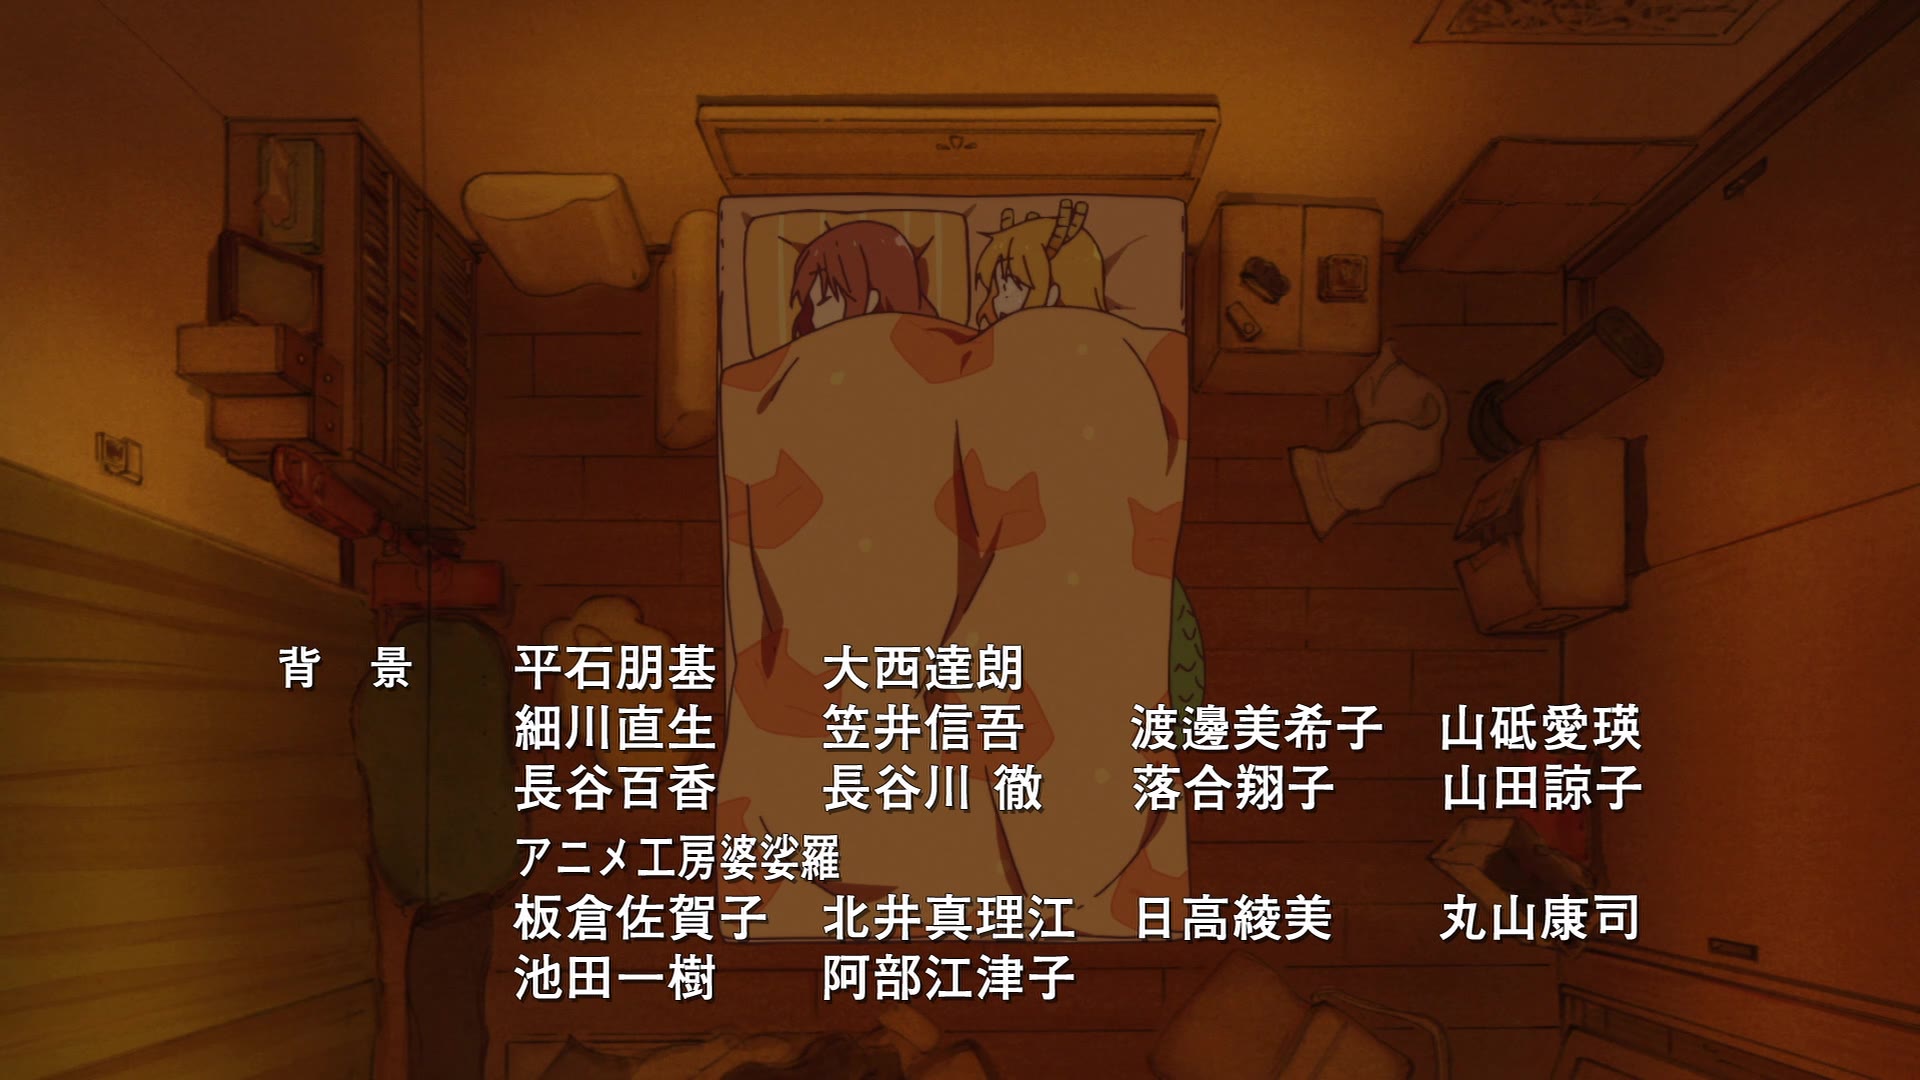 背　景　平石朋基　大西達朗
細川直生　笠井信吾　渡邊美希子　山砥愛瑛
長谷百香　長谷川 徹　落合翔子　山田諒子
アニメ工房婆娑羅
板倉佐賀子　北井真理江　日高綾美　丸山康司
池田一樹　阿部江津子